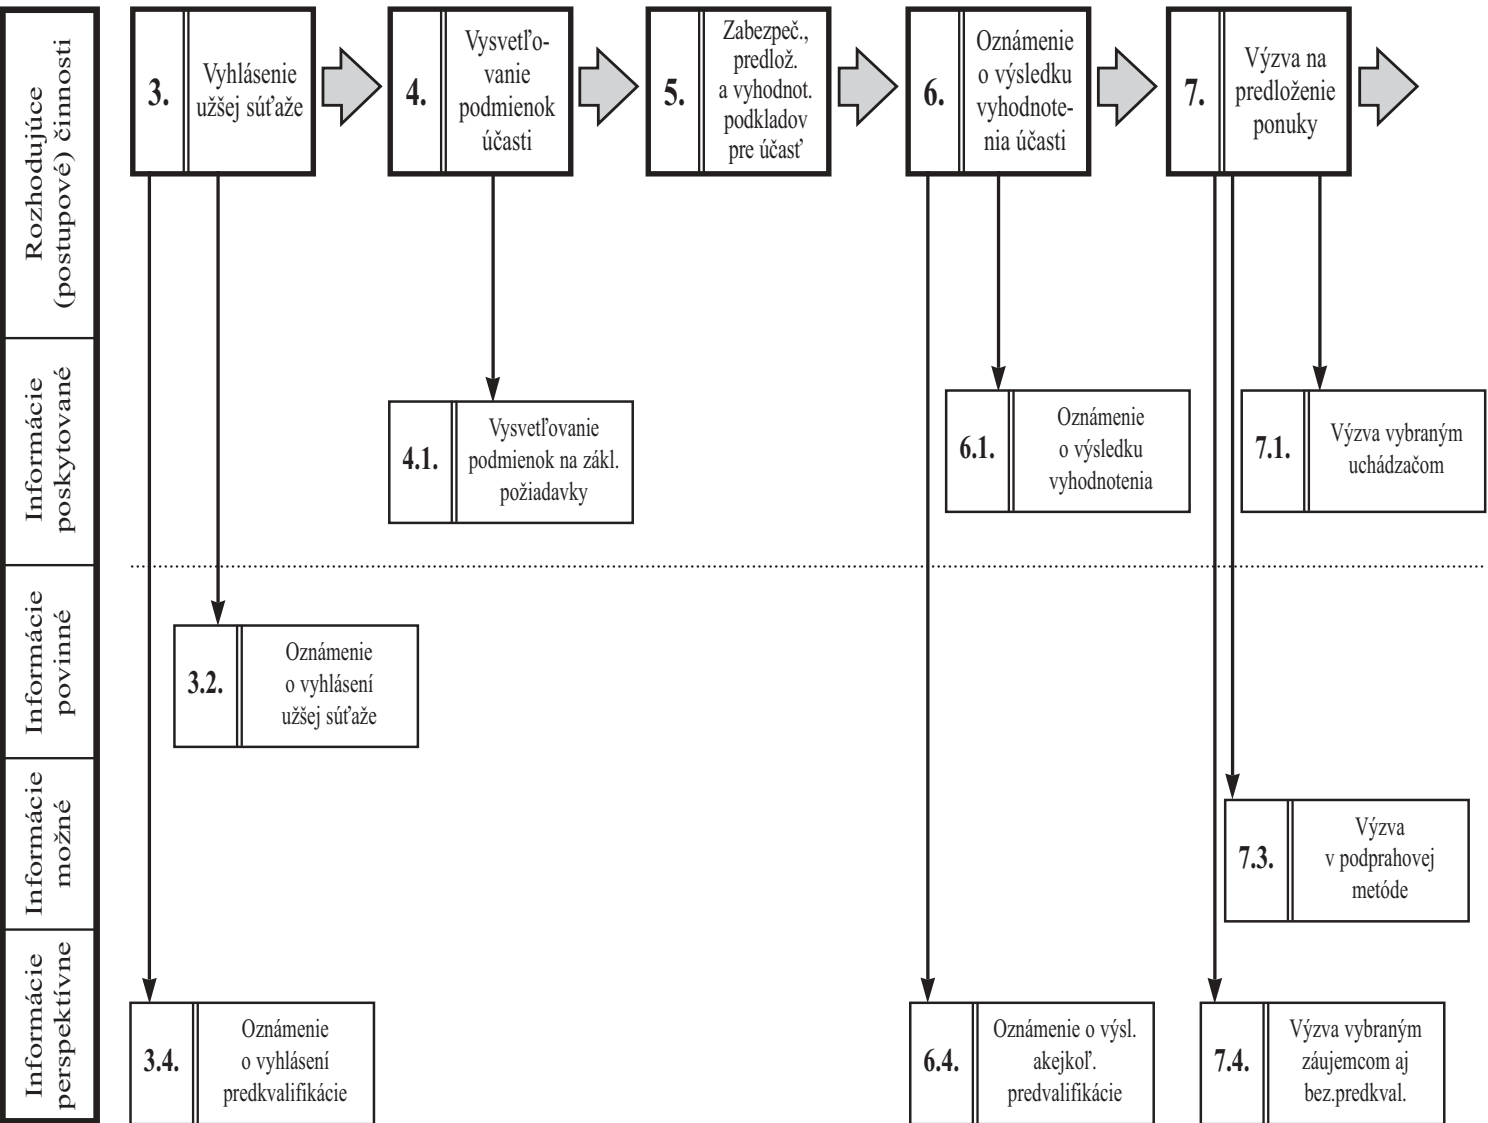 Rozhodujúce
(postupové) činnosti
3.
Vyhlásenie
užšej súťaže
4.
Vysvetľo-
vanie
podmienok
účasti
5.
Zabezpeč.,
predlož.
a vyhodnot.
podkladov
pre účasť
6.
Oznámenie
o výsledku
vyhodnote-
nia účasti
7.
Výzva na
predloženie
ponuky
Informácie
poskytované
4.1.
Vysvetľovanie
podmienok na zákl.
požiadavky
6.1.
Oznámenie
o výsledku
vyhodnotenia
7.1.
Výzva vybraným
uchádzačom
Informácie
povinné
3.2.
Oznámenie
o vyhlásení
užšej súťaže
Informácie
možné
7.3.
Výzva
v podprahovej
metóde
Informácie
perspektívne
3.4.
Oznámenie
o vyhlásení
predkvalifikácie
6.4.
Oznámenie o výsl.
akejkoľ.
predvalifikácie
7.4.
Výzva vybraným
záujemcom aj
bez.predkval.